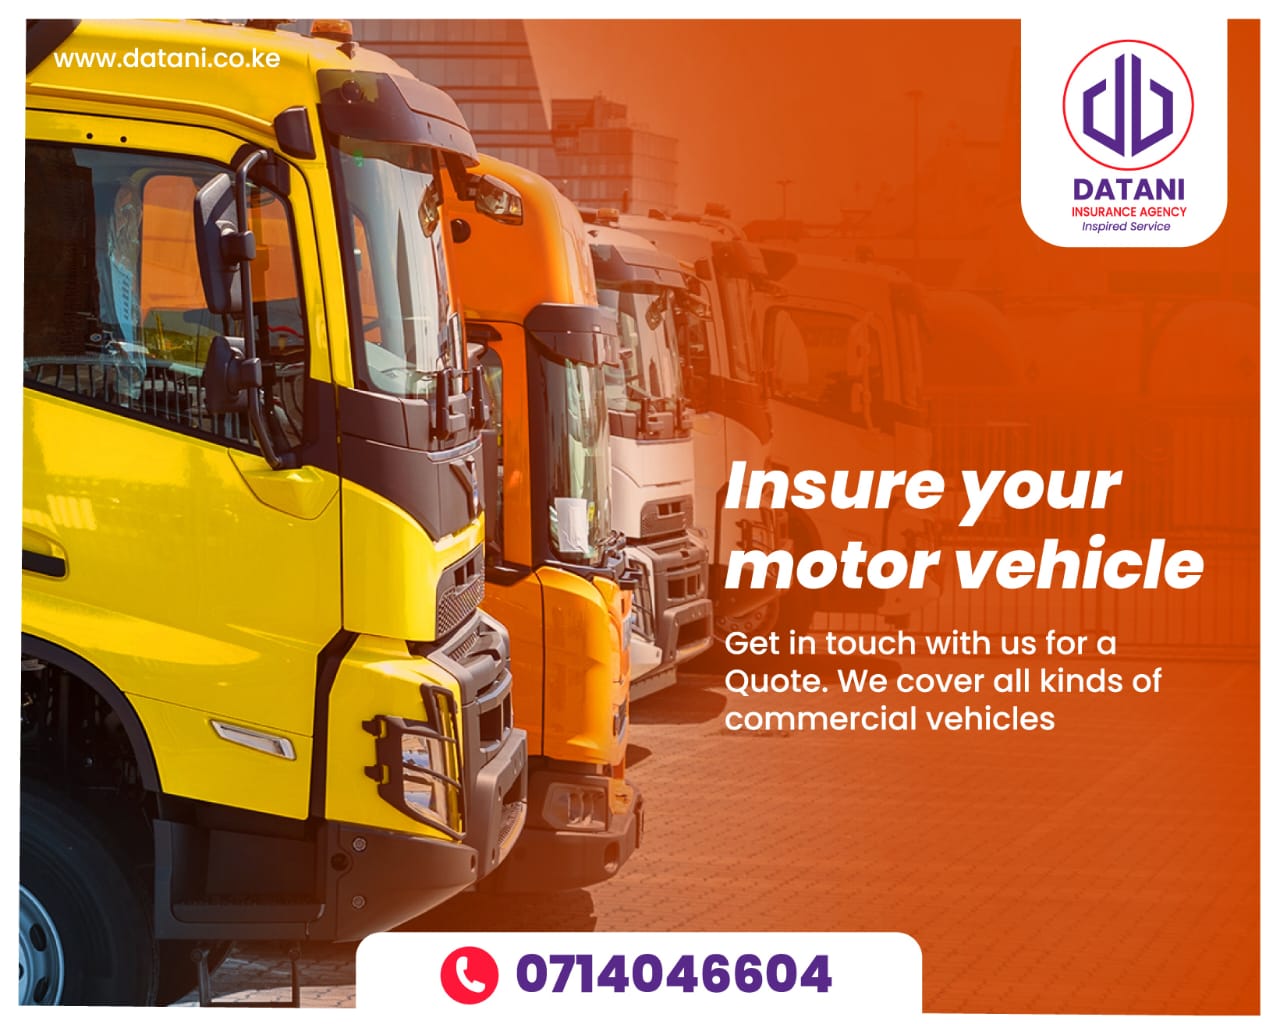 www.datani.co.ke
DATANI
INSURANCE AGENCY
Inspired Service
Insure your
motor vehicle
Get in touch with us for a
Quote. We cover all kinds of
commercial vehicles
0714046604